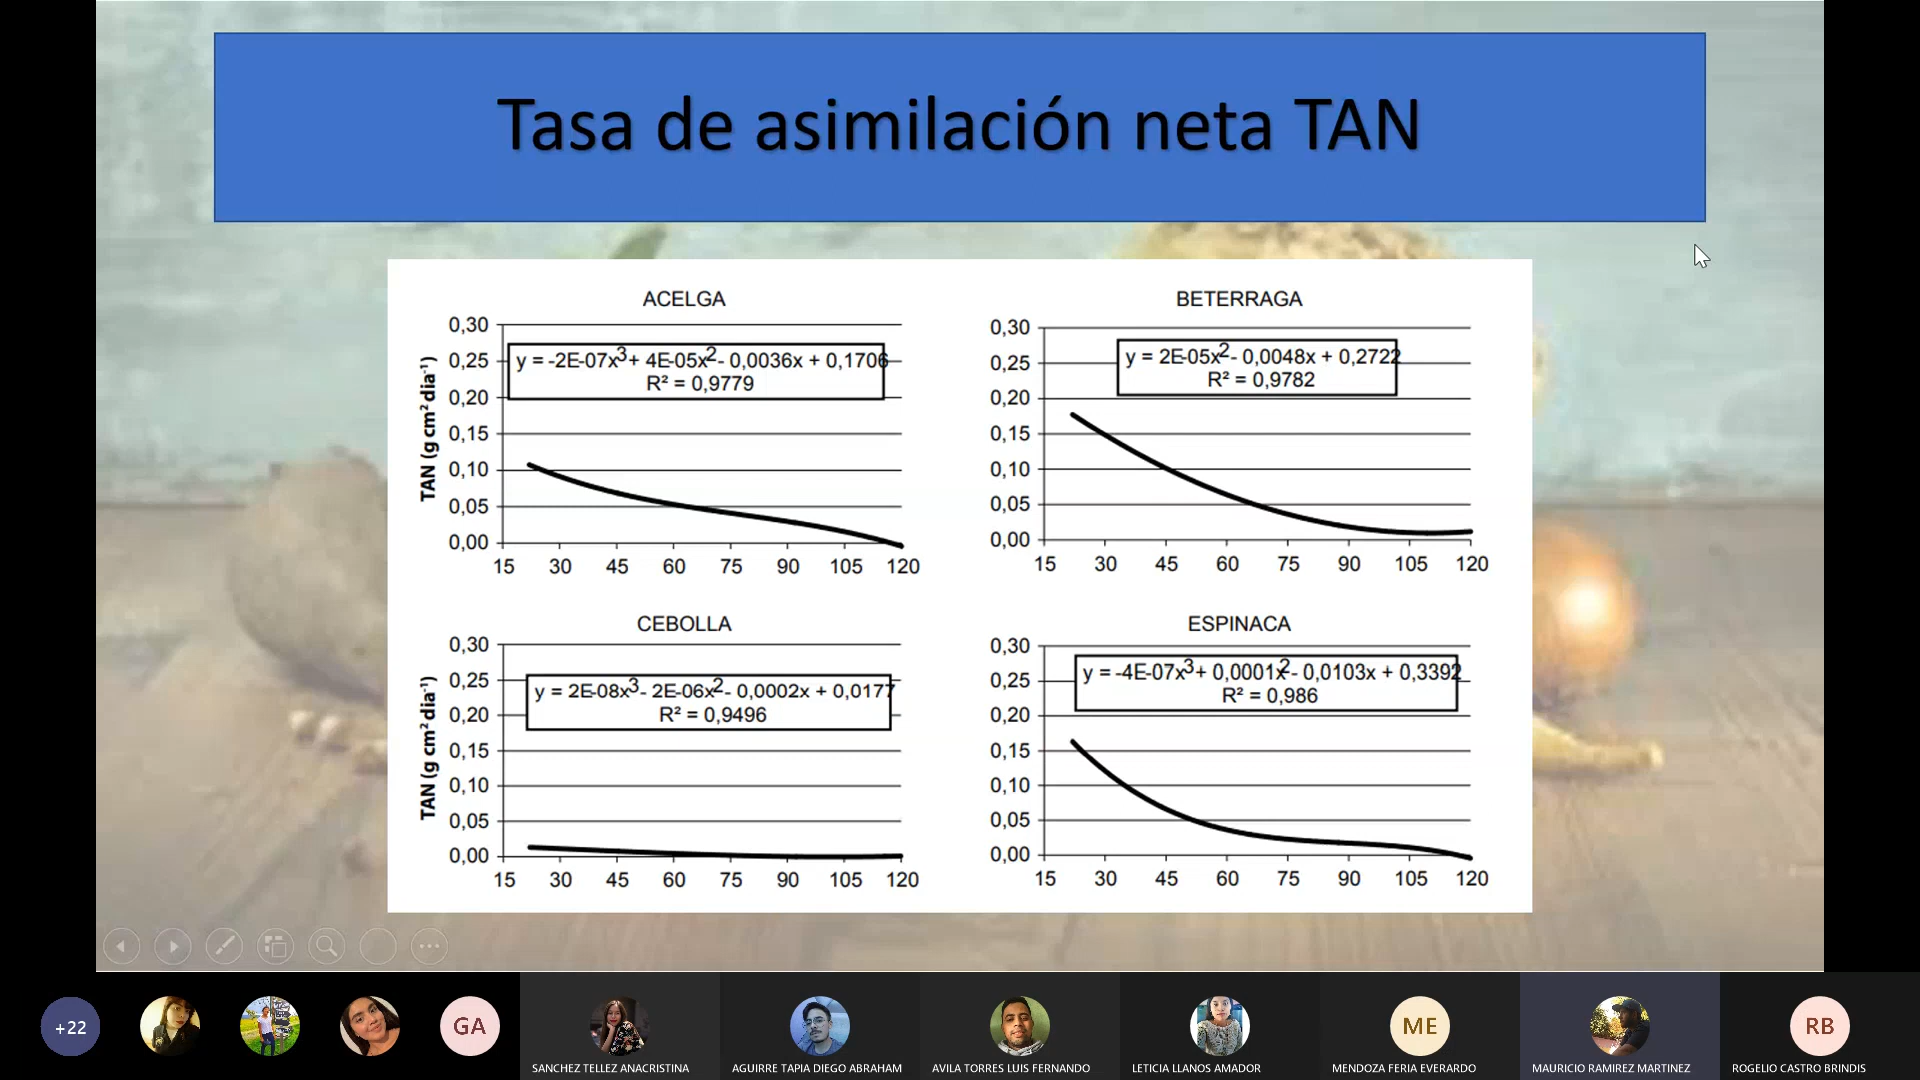 Tasa de asimilación neta TAN
ACELGA
TAN (g cm² dia⁻¹)
0,30
0,25
0,20
0,15
0,10
0,05
0,00
y = -2E-07x³+ 4E-05x²- 0,0036x + 0,1706
R² = 0,9779
15 30 45 60 75 90 105 120
BETERRAGA
0,30
0,25
0,20
0,15
0,10
0,05
0,00
y = 2E-05x²- 0,0048x + 0,2722
R² = 0,9782
15 30 45 60 75 90 105 120
CEBOLLA
TAN (g cm² dia⁻¹)
0,30
0,25
0,20
0,15
0,10
0,05
0,00
y = 2E-08x³- 2E-06x²- 0,0002x + 0,0177
R² = 0,9496
15 30 45 60 75 90 105 120
ESPINACA
0,30
0,25
0,20
0,15
0,10
0,05
0,00
y = -4E-07x³+ 0,0001x²- 0,0103x + 0,3392
R² = 0,986
15 30 45 60 75 90 105 120
+22
GA
ME
RB
SANCHEZ TELLEZ ANACRISTINA
AGUIRRE TAPIA DIEGO ABRAHAM
AVILA TORRES LUIS FERNANDO
LETICIA LLANOS AMADOR
MENDOZA FERIA EVERARDO
MAURICIO RAMIREZ MARTINEZ
ROGELIO CASTRO BRINDIS